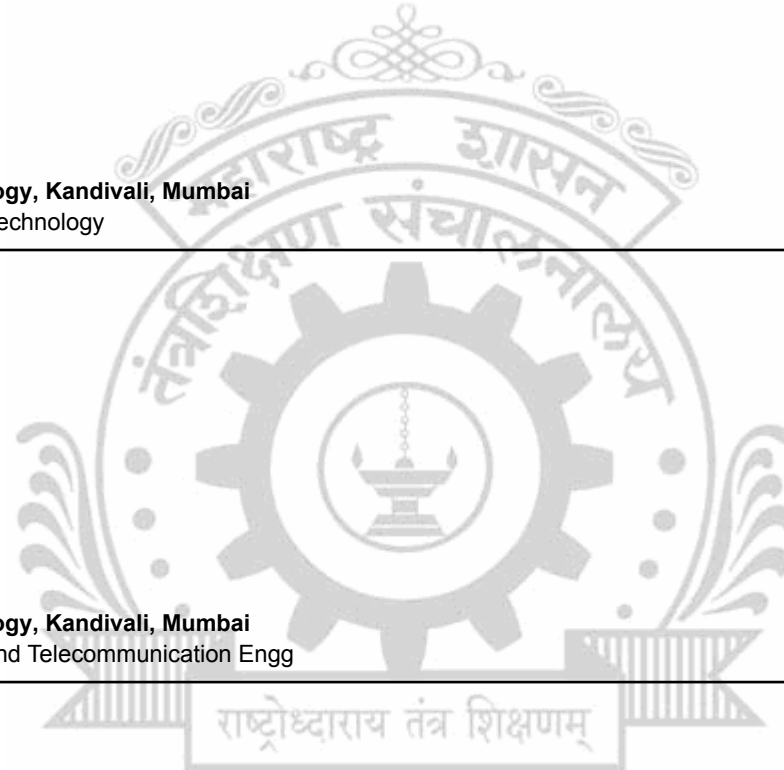 महाराष्ट्र शासन
ogy, Kandivali, Mumbai
echnology
तंत्रशिक्षण संचालनालय
ogy, Kandivali, Mumbai
nd Telecommunication Engg
राष्ट्रोध्दाराय तंत्र शिक्षणम्